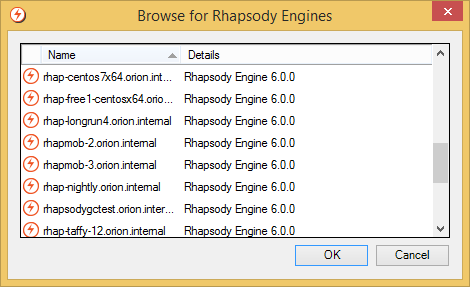 Browse for Rhapsody Engines
Name Details
rhap-centos7x64.orion.int... Rhapsody Engine 6.0.0
rhap-free1-centosx64.orio... Rhapsody Engine 6.0.0
rhap-longrun4.orion.internal Rhapsody Engine 6.0.0
rhapmob-2.orion.internal Rhapsody Engine 6.0.0
rhapmob-3.orion.internal Rhapsody Engine 6.0.0
rhap-nightly.orion.internal Rhapsody Engine 6.0.0
rhapsodygctest.orion.inter... Rhapsody Engine 6.0.0
rhap-taffy-12.orion.internal Rhapsody Engine 6.0.0
OK Cancel